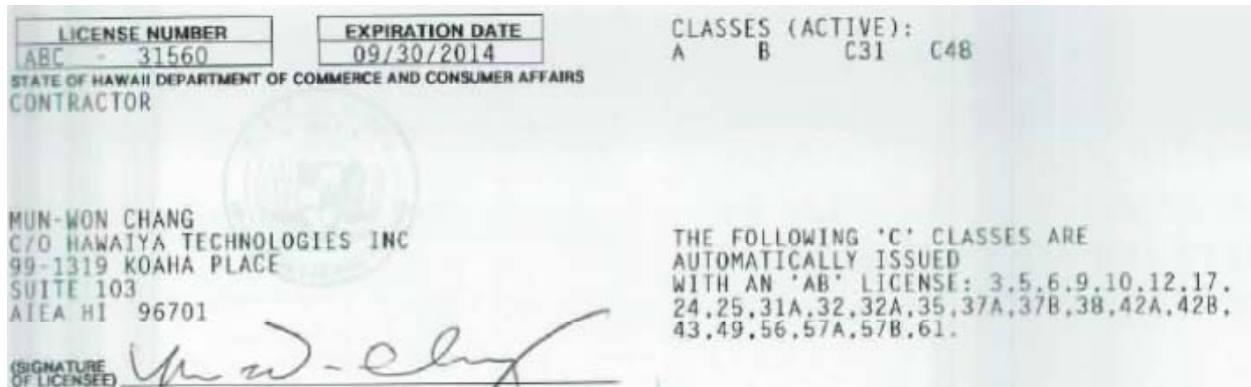 LICENSE NUMBER
ABC - 31560
EXPIRATION DATE
09/30/2014
STATE OF HAWAII DEPARTMENT OF COMMERCE AND CONSUMER AFFAIRS
CONTRACTOR
MUN-WON CHANG
C/O HAWAIYA TECHNOLOGIES INC
99-1319 KOAHA PLACE
SUITE 103
AIEA HI 96701
(SIGNATURE
OF LICENSEE)
CLASSES (ACTIVE):
A B C31 C48
THE FOLLOWING 'C' CLASSES ARE
AUTOMATICALLY ISSUED
WITH AN 'AB' LICENSE: 3,5,6,9,10,12,17,
24,25,31A,32,32A,35,37A,37B,38,42A,42B,
43,49,56,57A,57B,61.